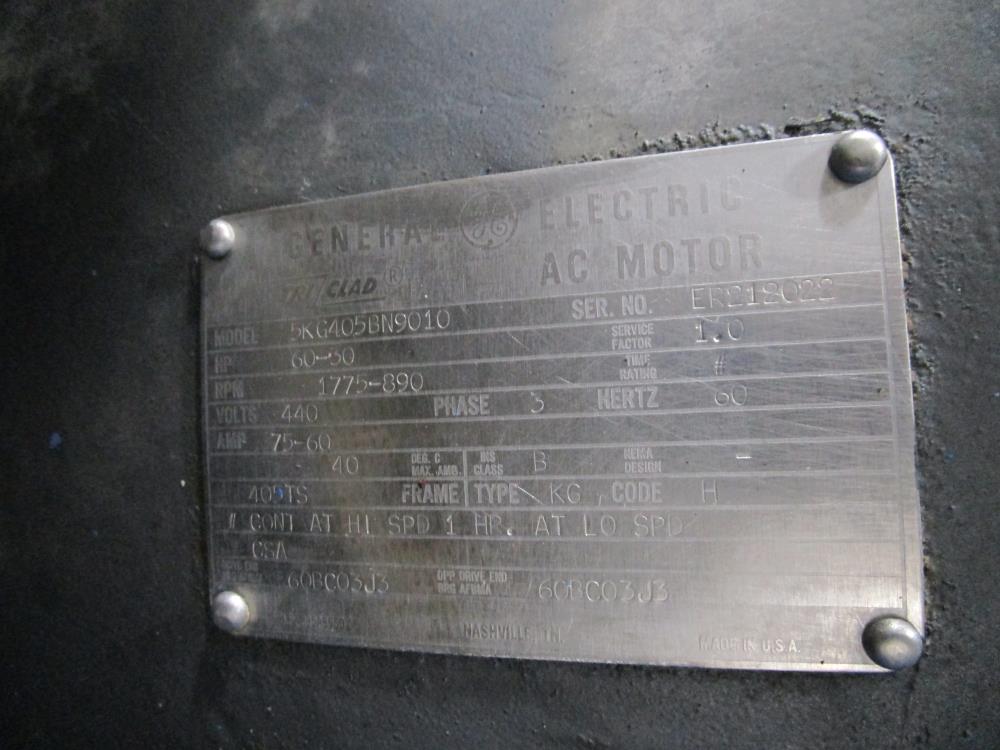 GENERAL GE ELECTRIC
TRI/CLAD ® AC MOTOR
MODEL 5KG405BN9010 SER. NO. ER218022
HP 60-30 SERVICE FACTOR 1.0
RPM 1775-890 TIME RATING #
VOLTS 440 PHASE 3 HERTZ 60
AMP 75-60
40 DEG. C MAX. AMB. INS CLASS B NEMA DESIGN -
405TS FRAME TYPE KG CODE H
# CONT AT HI SPD 1 HR. AT LO SPD
CSA
60BC03J3 OPP DRIVE END BRG AFBMA 60BC03J3
NASHVILLE, TN. MADE IN U.S.A.